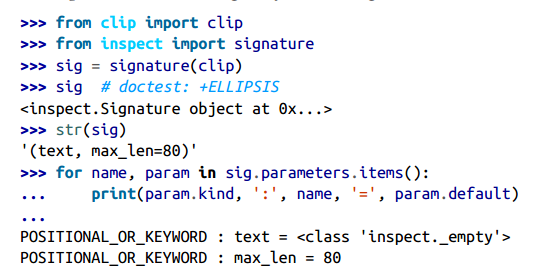 >>> from clip import clip
>>> from inspect import signature
>>> sig = signature(clip)
>>> sig  # doctest: +ELLIPSIS
<inspect.Signature object at 0x...>
>>> str(sig)
'(text, max_len=80)'
>>> for name, param in sig.parameters.items():
...     print(param.kind, ':', name, '=', param.default)
...
POSITIONAL_OR_KEYWORD : text = <class 'inspect._empty'>
POSITIONAL_OR_KEYWORD : max_len = 80